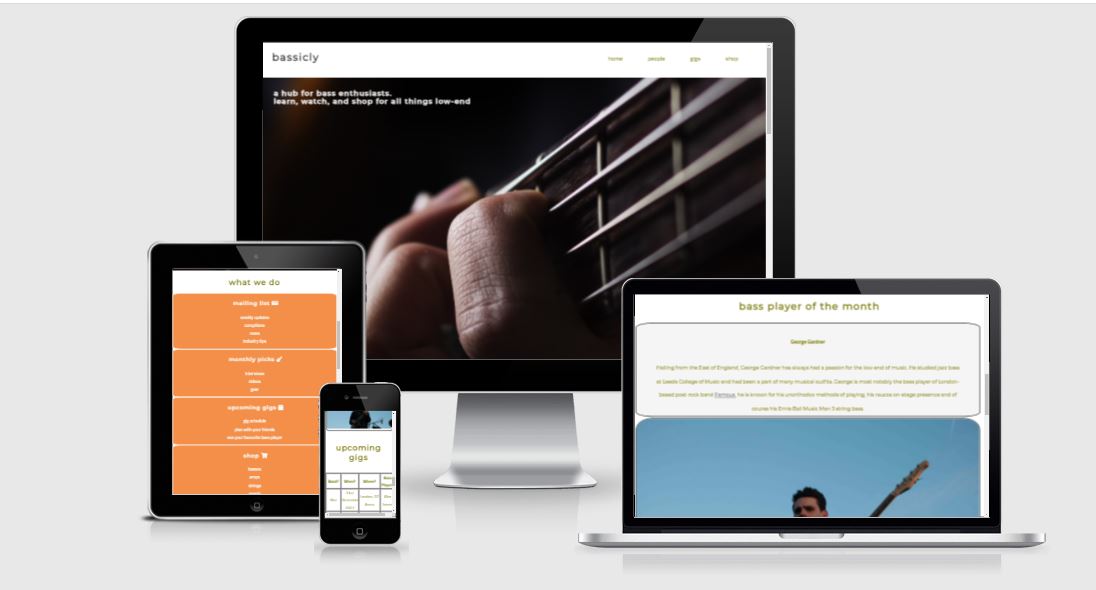 bassicly
home people gigs shop
a hub for bass enthusiasts.
learn, watch, and shop for all things low-end
what we do
mailing list
weekly updates
competitions
news
industry tips
monthly picks
videos
gear
upcoming gigs
gig schedule
plan with your friends
see your favourite bass player
shop
basses
amps
strings
upcoming
gigs
Band? When? Where? Bass
bass player of the month
George Gardner
Hailing from the East of England, George Gardner has always had a passion for the low end of music. He studied jazz bass
at Leeds College of Music and had been a part of many musical outfits. George is most notably the bass player of London-
based post rock band Famous, he is known for his unorthodox methods of playing, his raucus on stage presence and of
course his Ernie Ball Music Man 5 string bass.